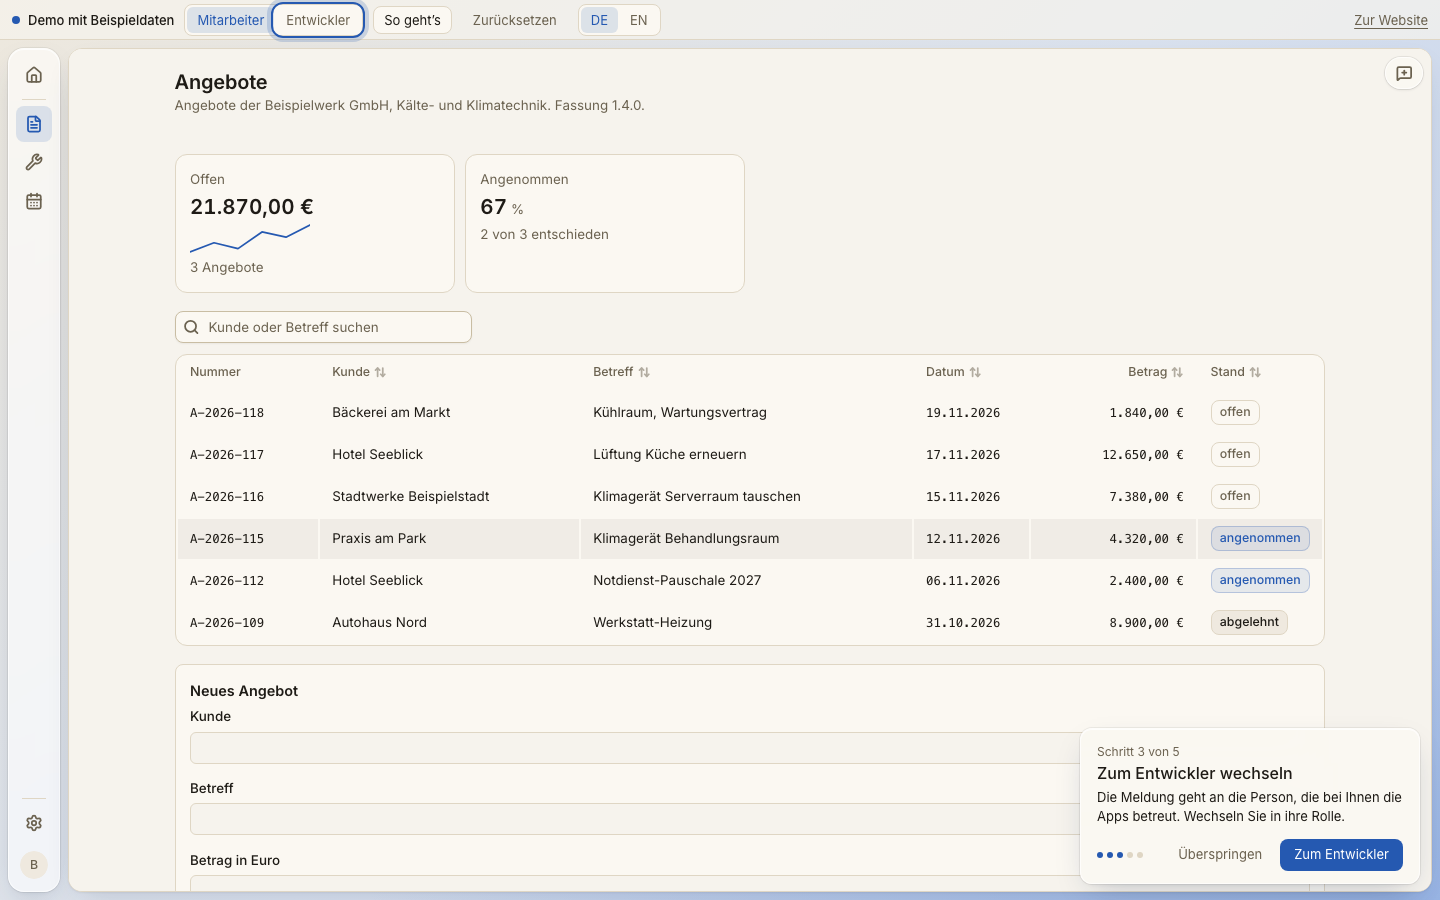 Demo mit Beispieldaten Mitarbeiter Entwickler So geht’s Zurücksetzen DE EN Zur Website
Angebote
Angebote der Beispielwerk GmbH, Kälte- und Klimatechnik. Fassung 1.4.0.
Offen
21.870,00 €
3 Angebote
Angenommen
67 %
2 von 3 entschieden
Kunde oder Betreff suchen
Nummer Kunde Betreff Datum Betrag Stand
A-2026-118 Bäckerei am Markt Kühlraum, Wartungsvertrag 19.11.2026 1.840,00 € offen
A-2026-117 Hotel Seeblick Lüftung Küche erneuern 17.11.2026 12.650,00 € offen
A-2026-116 Stadtwerke Beispielstadt Klimagerät Serverraum tauschen 15.11.2026 7.380,00 € offen
A-2026-115 Praxis am Park Klimagerät Behandlungsraum 12.11.2026 4.320,00 € angenommen
A-2026-112 Hotel Seeblick Notdienst-Pauschale 2027 06.11.2026 2.400,00 € angenommen
A-2026-109 Autohaus Nord Werkstatt-Heizung 31.10.2026 8.900,00 € abgelehnt
Neues Angebot
Kunde
Betreff
Betrag in Euro
Schritt 3 von 5
Zum Entwickler wechseln
Die Meldung geht an die Person, die bei Ihnen die
Apps betreut. Wechseln Sie in ihre Rolle.
Überspringen Zum Entwickler
B